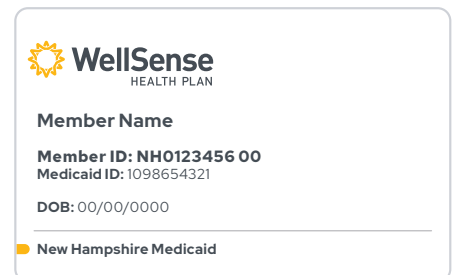 WellSense
HEALTH PLAN
Member Name
Member ID: NH0123456 00
Medicaid ID: 1098654321
DOB: 00/00/0000
New Hampshire Medicaid